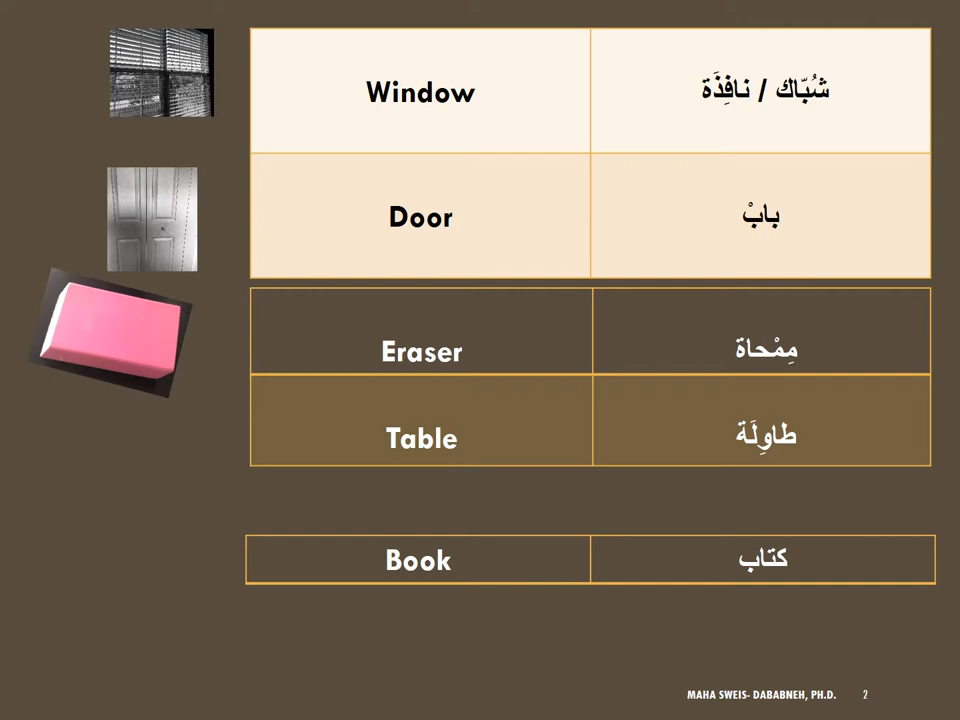 Window شُبّاك / نافِذَة
Door بابْ
Eraser مِمْحاة
Table طاوِلَة
Book كتاب
MAHA SWEIS- DABABNEH, PH.D. 2